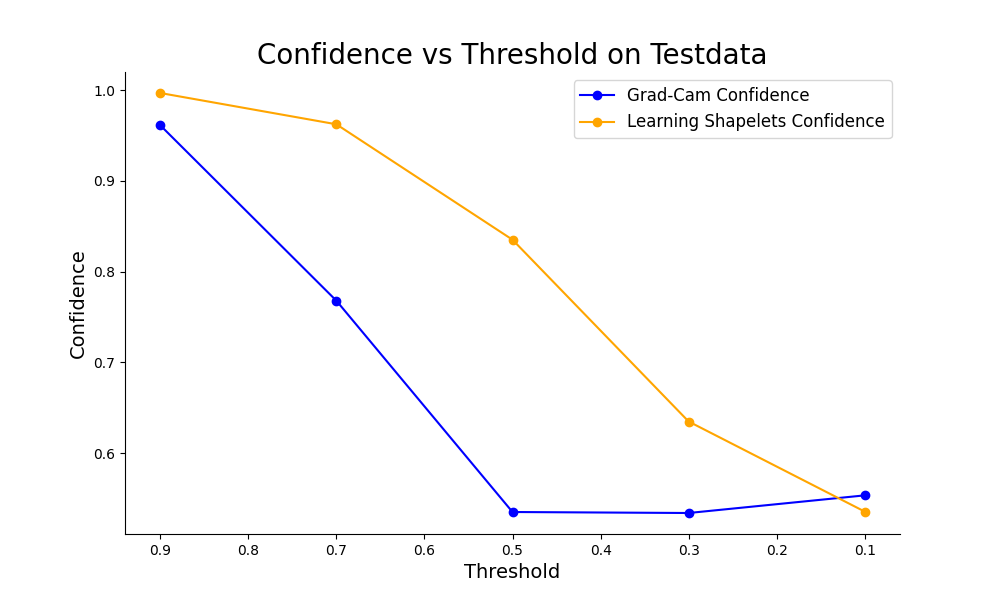 Confidence vs Threshold on Testdata
Grad-Cam Confidence
Learning Shapelets Confidence
Confidence
1.0
0.9
0.8
0.7
0.6
0.9 0.8 0.7 0.6 0.5 0.4 0.3 0.2 0.1
Threshold